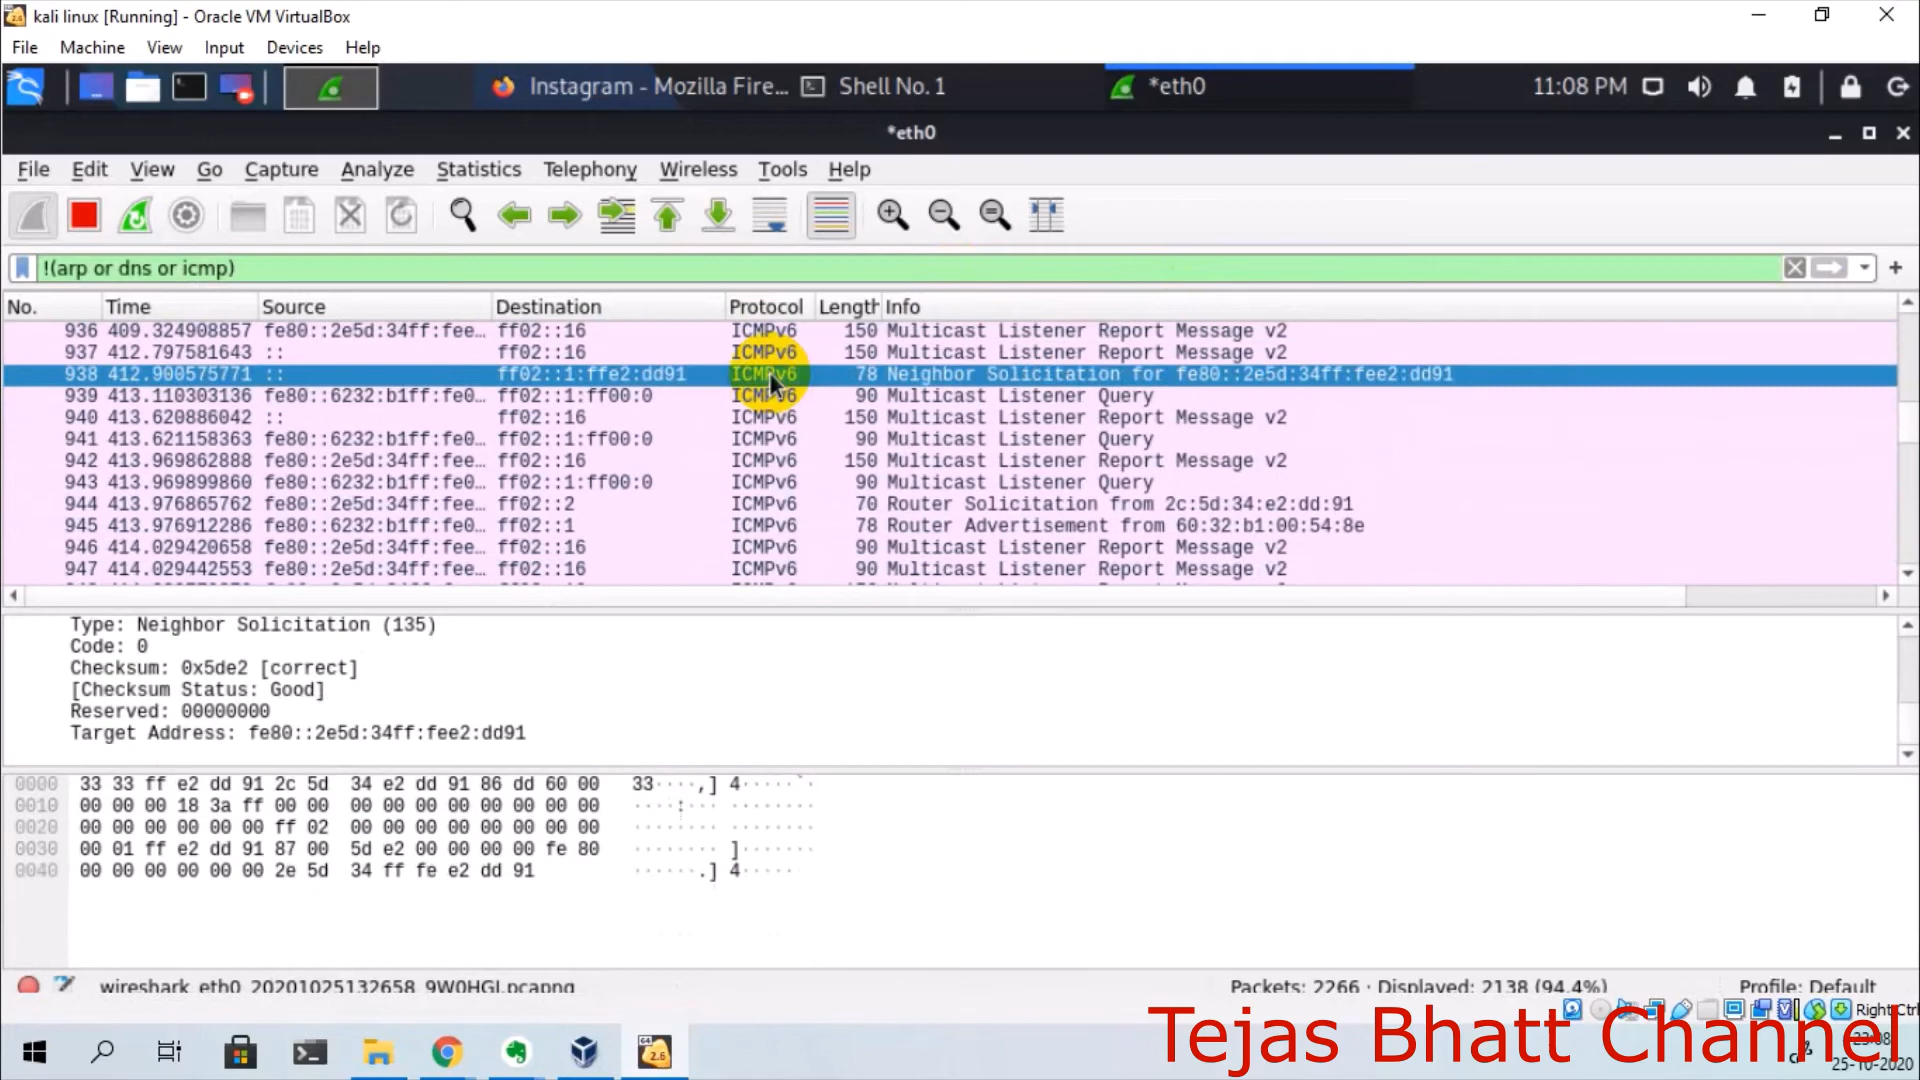 kali linux [Running] - Oracle VM VirtualBox
File Machine View Input Devices Help
Instagram - Mozilla Fire... Shell No. 1 *eth0 11:08 PM
*eth0
File Edit View Go Capture Analyze Statistics Telephony Wireless Tools Help
!(arp or dns or icmp)
No. Time Source Destination Protocol Length Info
936 409.324908857 fe80::2e5d:34ff:fee… ff02::16 ICMPv6 150 Multicast Listener Report Message v2
937 412.797581643 :: ff02::16 ICMPv6 150 Multicast Listener Report Message v2
938 412.900575771 :: ff02::1:ffe2:dd91 ICMPv6 78 Neighbor Solicitation for fe80::2e5d:34ff:fee2:dd91
939 413.110303136 fe80::6232:b1ff:fe0… ff02::1:ff00:0 ICMPv6 90 Multicast Listener Query
940 413.620886042 :: ff02::16 ICMPv6 150 Multicast Listener Report Message v2
941 413.621158363 fe80::6232:b1ff:fe0… ff02::1:ff00:0 ICMPv6 90 Multicast Listener Query
942 413.969862888 fe80::2e5d:34ff:fee… ff02::16 ICMPv6 150 Multicast Listener Report Message v2
943 413.969899860 fe80::6232:b1ff:fe0… ff02::1:ff00:0 ICMPv6 90 Multicast Listener Query
944 413.976865762 fe80::2e5d:34ff:fee… ff02::2 ICMPv6 70 Router Solicitation from 2c:5d:34:e2:dd:91
945 413.976912286 fe80::6232:b1ff:fe0… ff02::1 ICMPv6 78 Router Advertisement from 60:32:b1:00:54:8e
946 414.029420658 fe80::2e5d:34ff:fee… ff02::16 ICMPv6 90 Multicast Listener Report Message v2
947 414.029442553 fe80::2e5d:34ff:fee… ff02::16 ICMPv6 90 Multicast Listener Report Message v2
Type: Neighbor Solicitation (135)
Code: 0
Checksum: 0x5de2 [correct]
[Checksum Status: Good]
Reserved: 00000000
Target Address: fe80::2e5d:34ff:fee2:dd91
0000 33 33 ff e2 dd 91 2c 5d 34 e2 dd 91 86 dd 60 00 33····,] 4·····`·
0010 00 00 00 18 3a ff 00 00 00 00 00 00 00 00 00 00 ····:··· ········
0020 00 00 00 00 00 00 ff 02 00 00 00 00 00 00 00 00 ········ ········
0030 00 01 ff e2 dd 91 87 00 5d e2 00 00 00 00 fe 80 ········ ]·······
0040 00 00 00 00 00 00 2e 5d 34 ff fe e2 dd 91 ······.] 4·····
wireshark_eth0_20201025132658_9W0HGI.pcapng Packets: 2266 · Displayed: 2138 (94.4%) Profile: Default
Right Ctrl
Tejas Bhatt Channel
23:08
25-10-2020